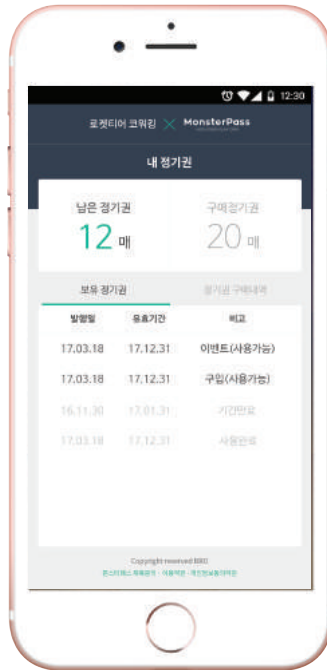 12:30
로켓티어 코워킹 × MonsterPass
내 정기권
남은 정기권 구매정기권
12 매 20 매
보유 정기권 정기권 구매내역
발행일 유효기간 비고
17.03.18 17.12.31 이벤트(사용가능)
17.03.18 17.12.31 구입(사용가능)
16.11.30 17.01.31 기간만료
17.03.18 17.12.31 사용완료
Copyright reserved